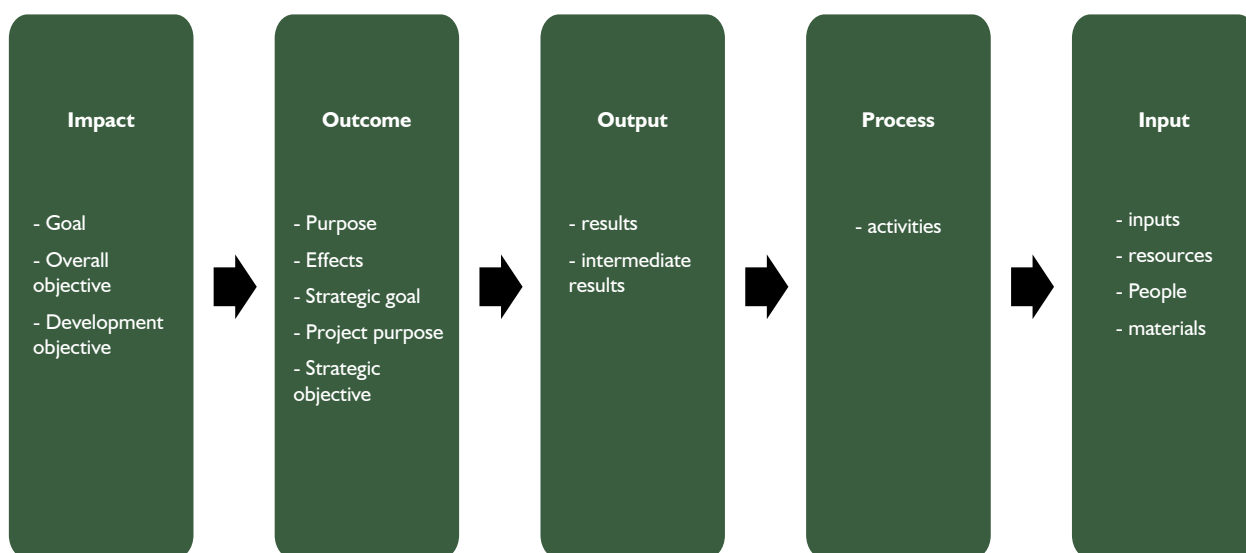 Impact
- Goal
- Overall
objective
- Development
objective
Outcome
- Purpose
- Effects
- Strategic goal
- Project purpose
- Strategic
objective
Output
- results
- intermediate
results
Process
- activities
Input
- inputs
- resources
- People
- materials